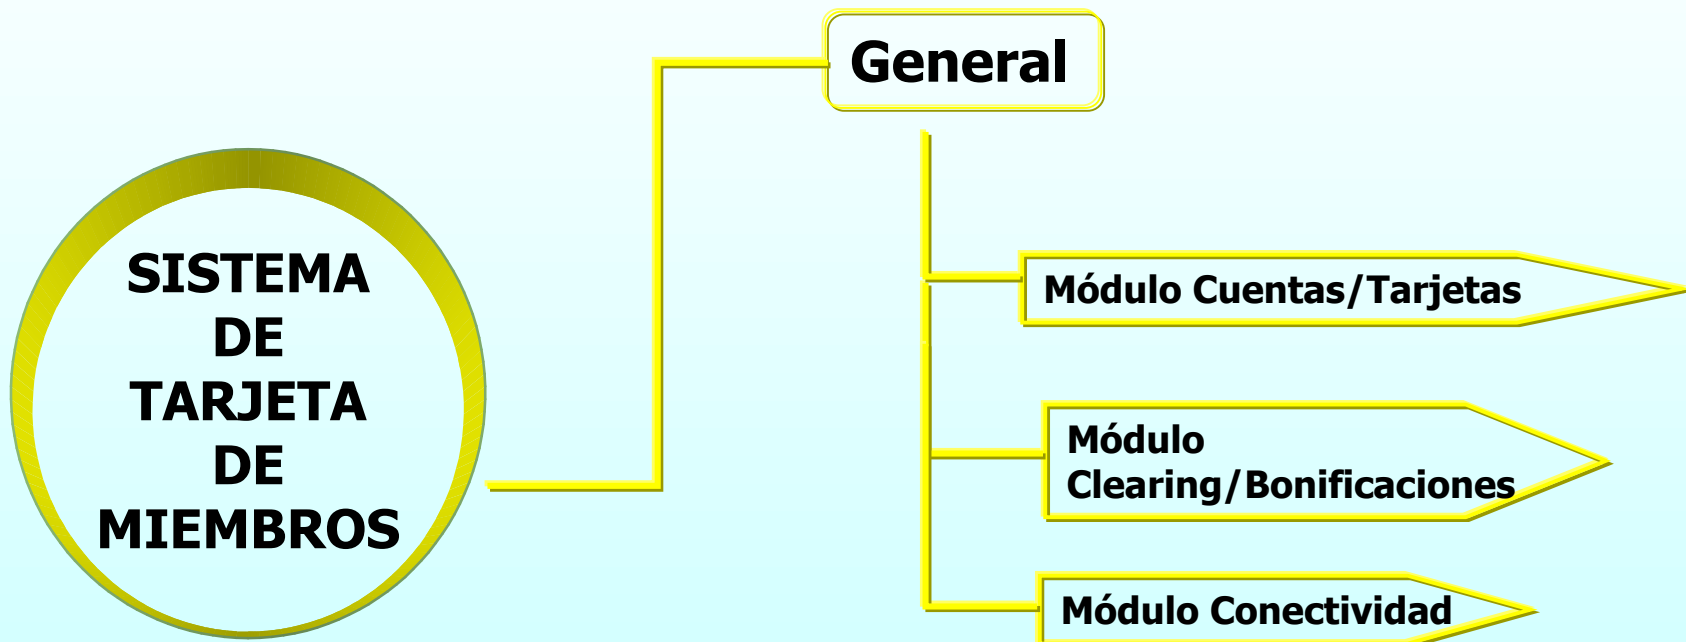 General
SISTEMA
DE
TARJETA
DE
MIEMBROS
Módulo Cuentas/Tarjetas
Módulo
Clearing/Bonificaciones
Módulo Conectividad